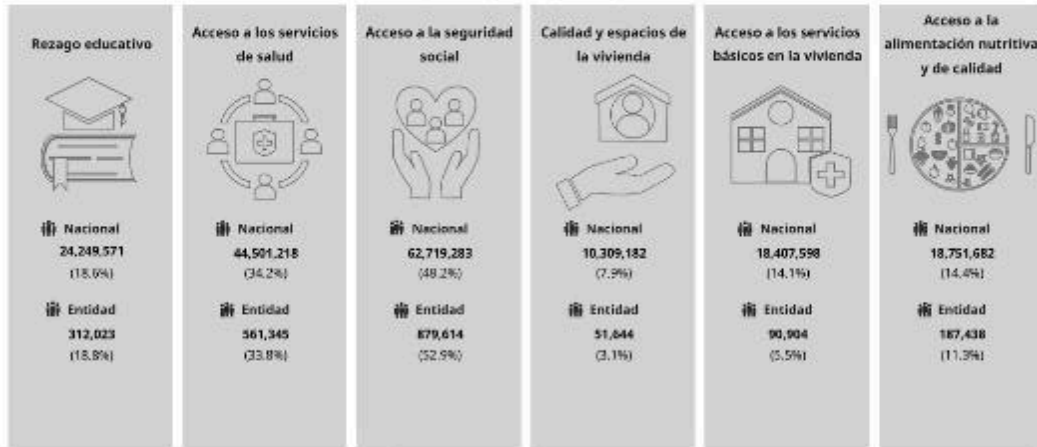 Rezago educativo
Nacional
24,249,571
(18.6%)
Entidad
312,023
(18.8%)
Acceso a los servicios
de salud
Nacional
44,501,218
(34.2%)
Entidad
561,345
(33.8%)
Acceso a la seguridad
social
Nacional
62,719,283
(48.2%)
Entidad
879,614
(52.9%)
Calidad y espacios de
la vivienda
Nacional
10,309,182
(7.9%)
Entidad
51,644
(3.1%)
Acceso a los servicios
básicos en la vivienda
Nacional
18,407,598
(14.1%)
Entidad
90,904
(5.5%)
Acceso a la
alimentación nutritiva
y de calidad
Nacional
18,751,682
(14.4%)
Entidad
187,438
(11.3%)